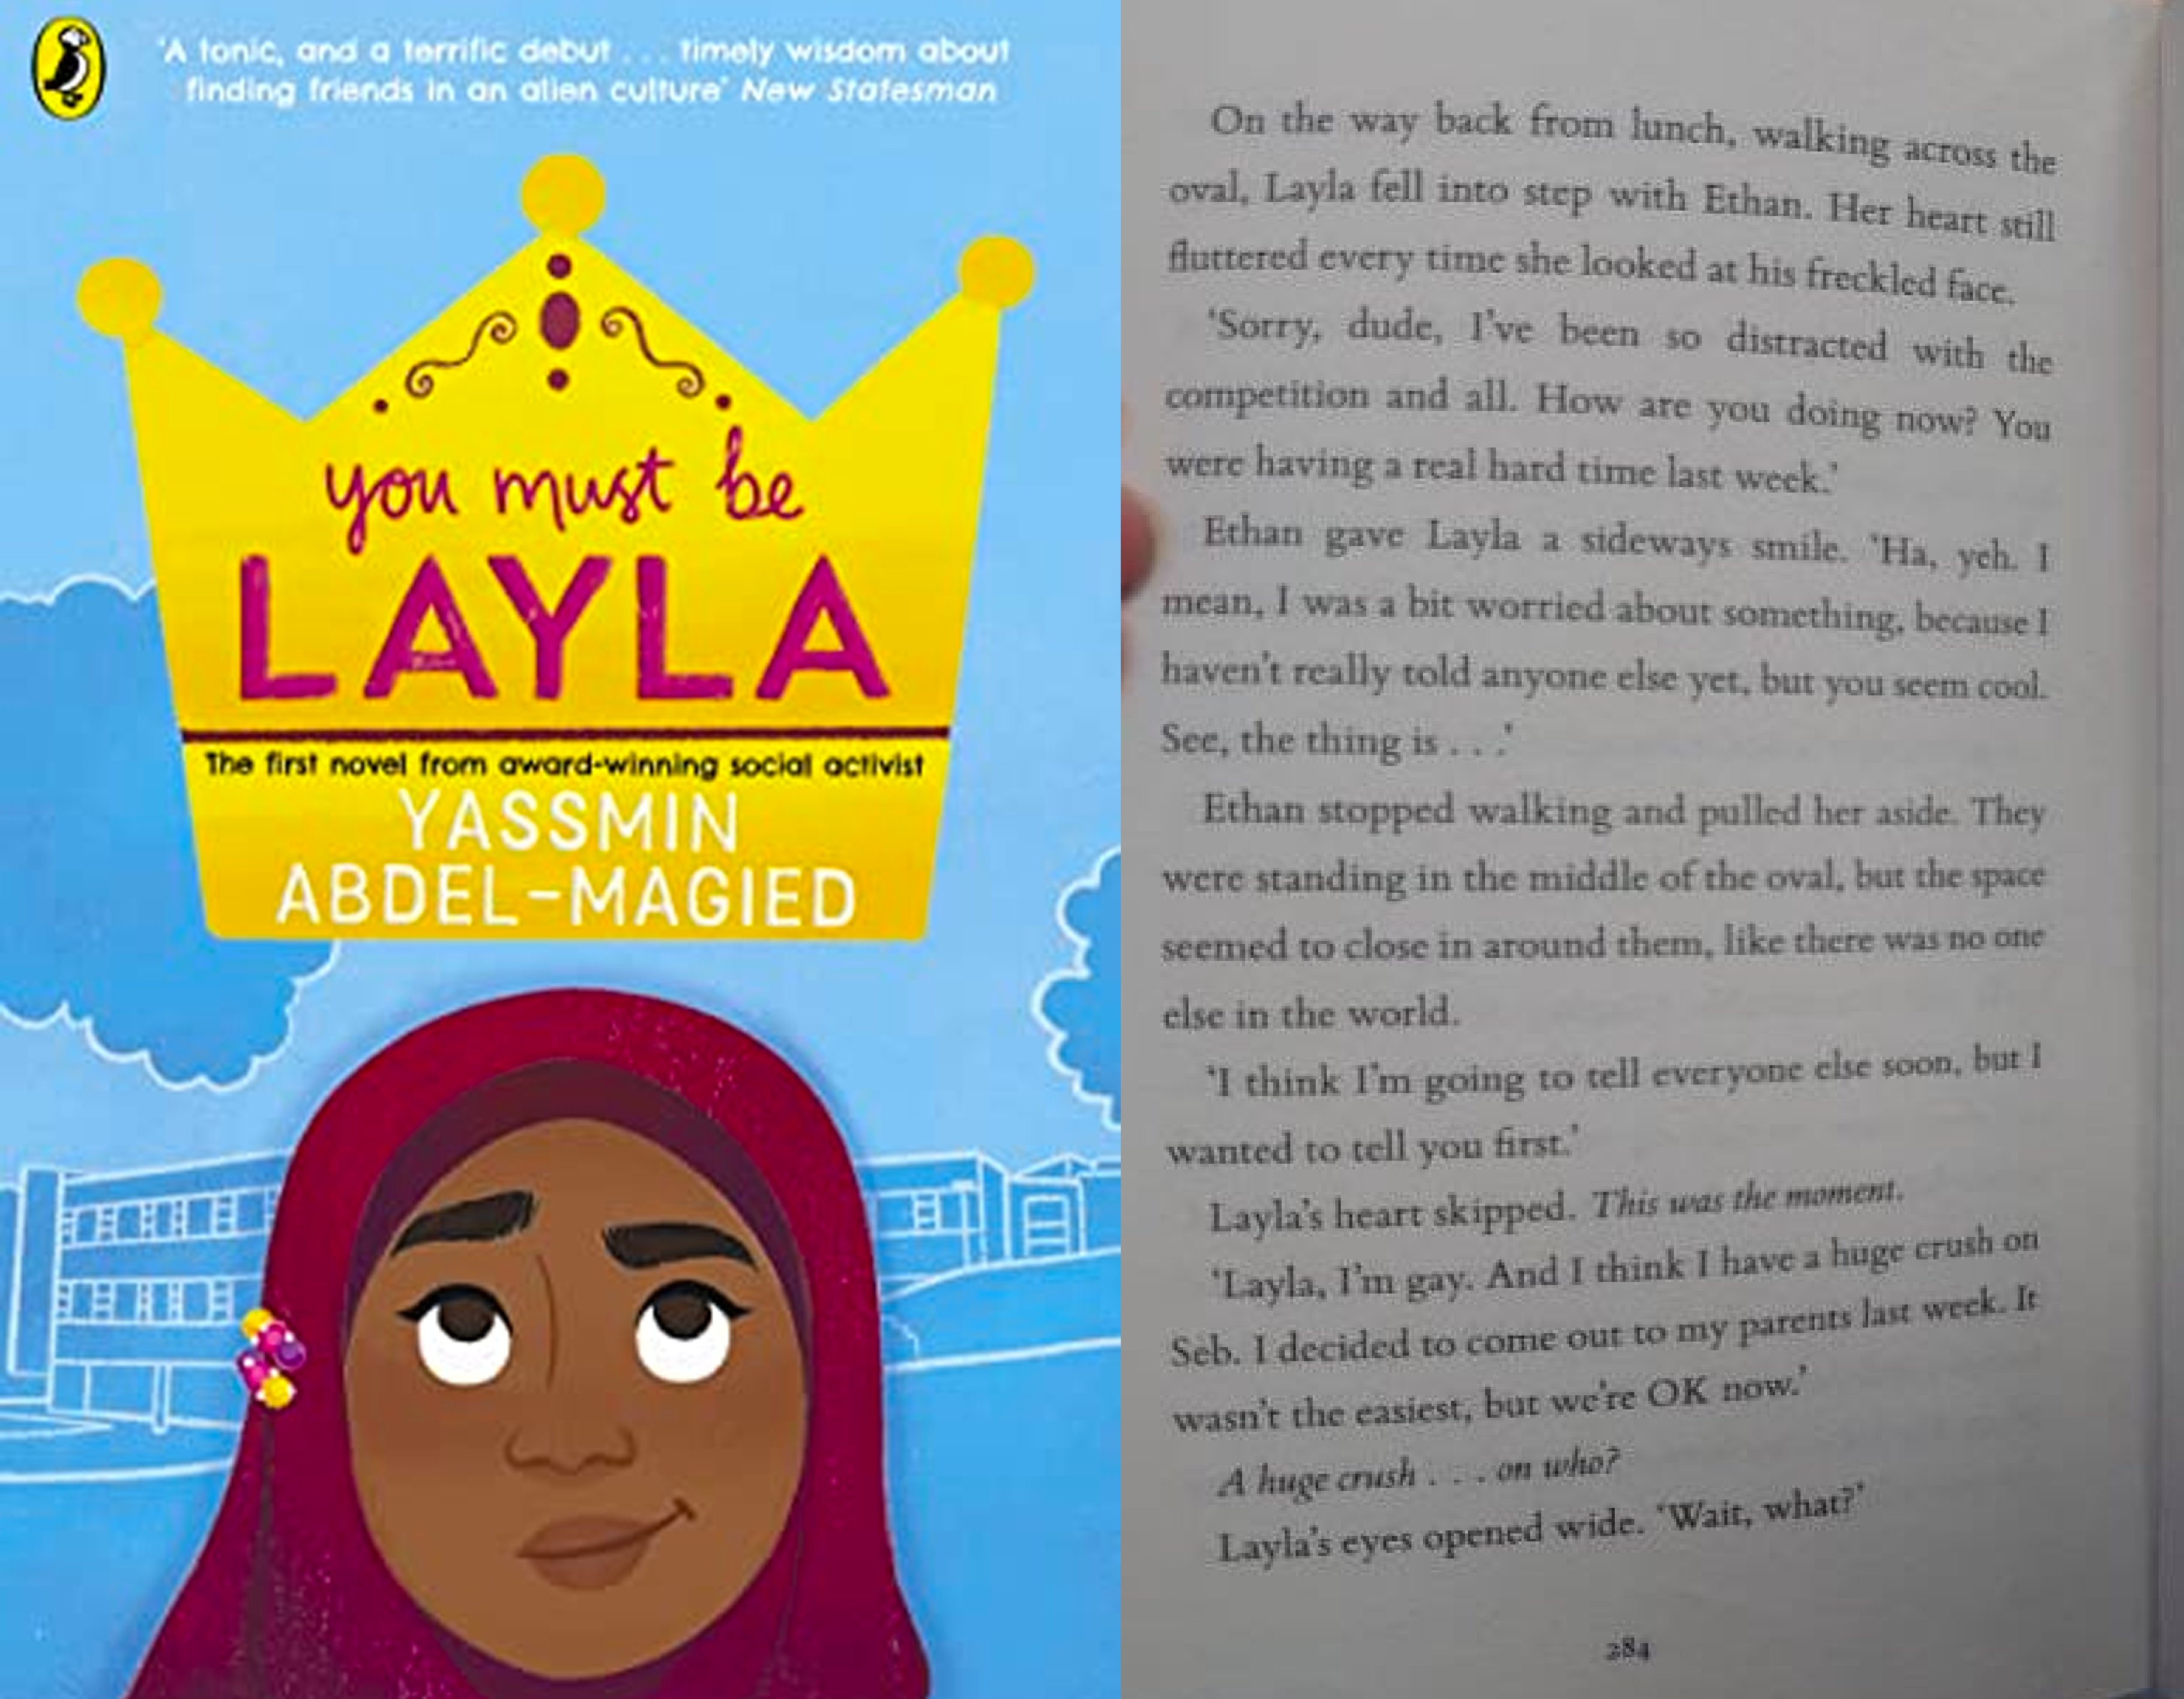 'A tonic, and a terrific debut . . . timely wisdom about
finding friends in an alien culture' New Statesman
you must be
LAYLA
The first novel from award-winning social activist
YASSMIN
ABDEL-MAGIED
On the way back from lunch, walking across the
oval, Layla fell into step with Ethan. Her heart still
fluttered every time she looked at his freckled face.
'Sorry, dude, I've been so distracted with the
competition and all. How are you doing now? You
were having a real hard time last week.'
Ethan gave Layla a sideways smile. 'Ha, yeh. I
mean, I was a bit worried about something, because I
haven't really told anyone else yet, but you seem cool.
See, the thing is . . .'
Ethan stopped walking and pulled her aside. They
were standing in the middle of the oval, but the space
seemed to close in around them, like there was no one
else in the world.
'I think I'm going to tell everyone else soon, but I
wanted to tell you first.'
Layla's heart skipped. This was the moment.
'Layla, I'm gay. And I think I have a huge crush on
Seb. I decided to come out to my parents last week. It
wasn't the easiest, but we're OK now.'
A huge crush . . . on who?
Layla's eyes opened wide. 'Wait, what?'
284